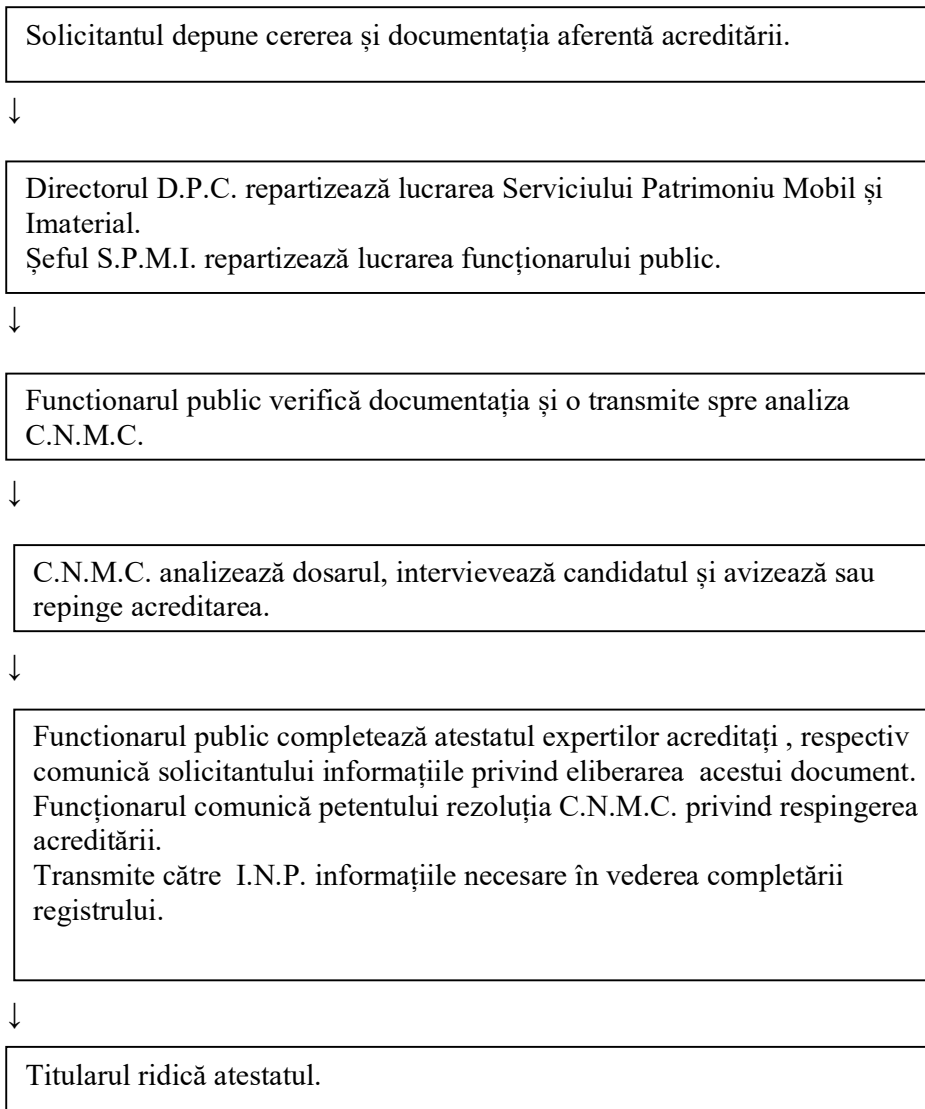 Solicitantul depune cererea și documentația aferentă acreditării.
↓
Directorul D.P.C. repartizează lucrarea Serviciului Patrimoniu Mobil și
Imaterial.
Șeful S.P.M.I. repartizează lucrarea funcționarului public.
↓
Functionarul public verifică documentația și o transmite spre analiza
C.N.M.C.
↓
C.N.M.C. analizează dosarul, intervievează candidatul și avizează sau
repinge acreditarea.
↓
Functionarul public completează atestatul expertilor acreditați , respectiv
comunică solicitantului informațiile privind eliberarea acestui document.
Funcționarul comunică petentului rezoluția C.N.M.C. privind respingerea
acreditării.
Transmite către I.N.P. informațiile necesare în vederea completării
registrului.
↓
Titularul ridică atestatul.